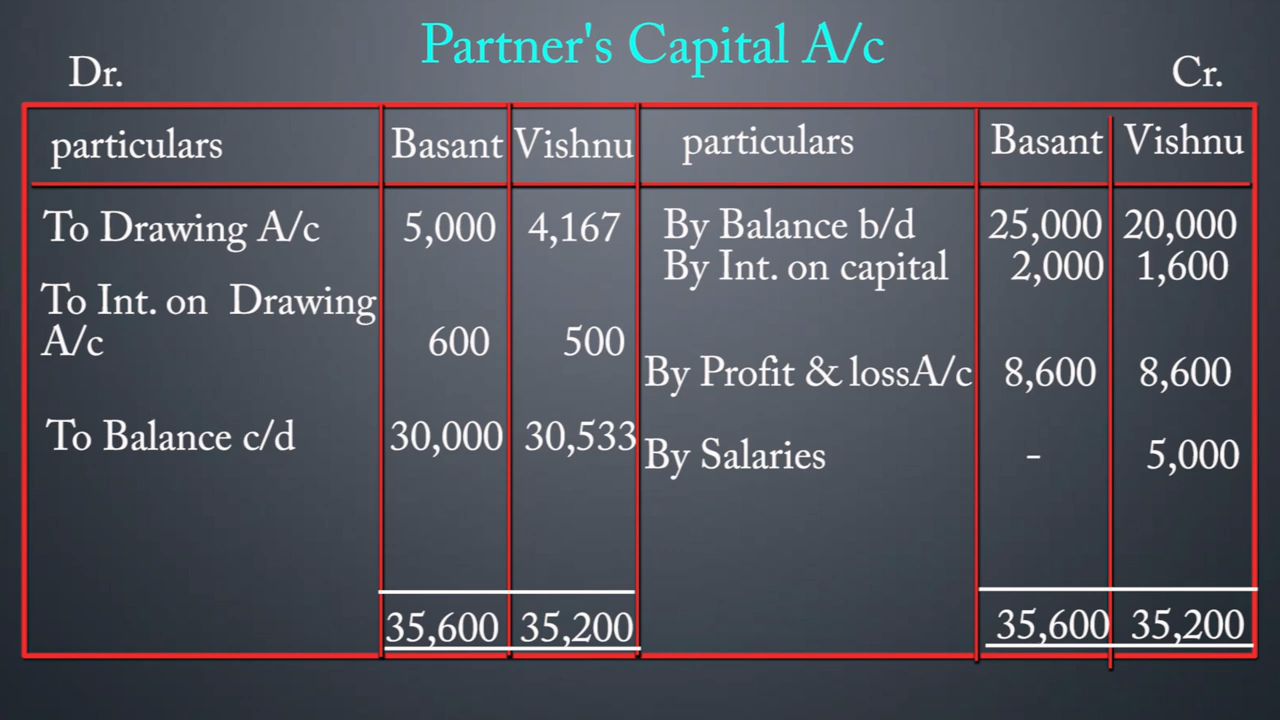 Partner's Capital A/c
Dr. Cr.
particulars Basant Vishnu particulars Basant Vishnu
To Drawing A/c 5,000 4,167 By Balance b/d 25,000 20,000
By Int. on capital 2,000 1,600
To Int. on Drawing
A/c 600 500
By Profit & lossA/c 8,600 8,600
To Balance c/d 30,000 30,533
By Salaries - 5,000
35,600 35,200 35,600 35,200